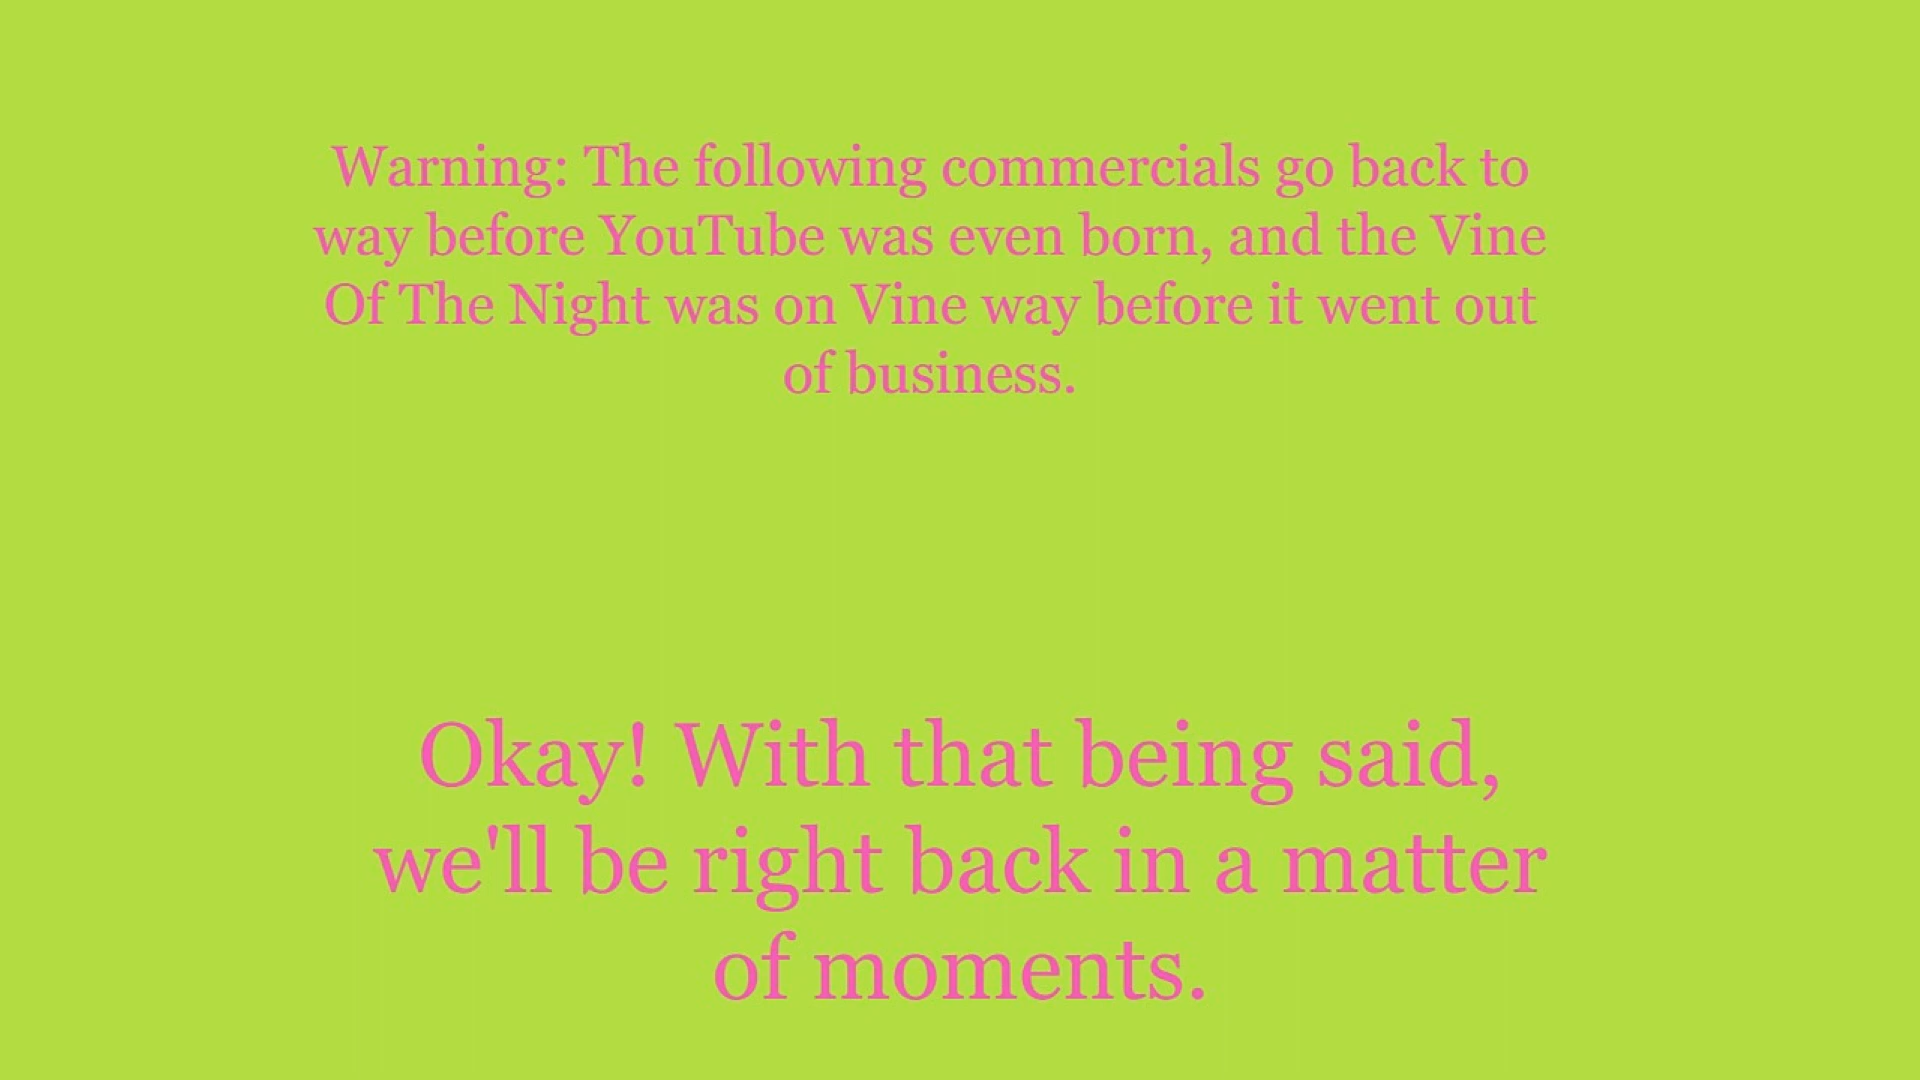 Warning: The following commercials go back to
way before YouTube was even born, and the Vine
Of The Night was on Vine way before it went out
of business.
Okay! With that being said,
we'll be right back in a matter
of moments.